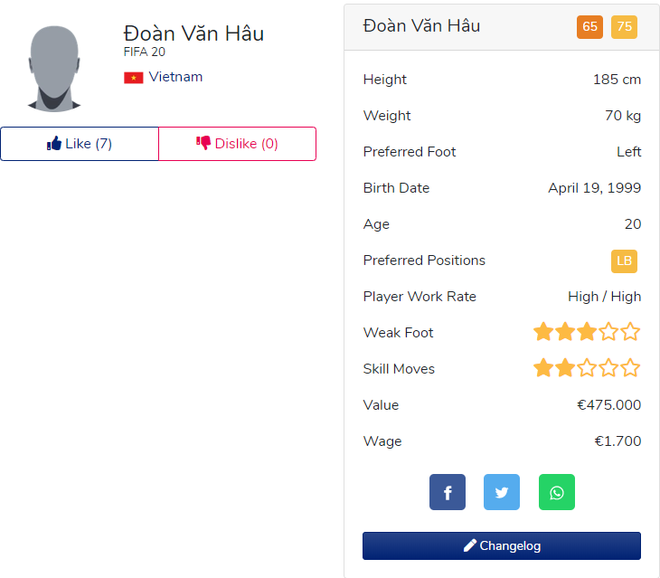 Đoàn Văn Hâu
FIFA 20
Vietnam
Like (7)
Dislike (0)
Đoàn Văn Hâu 65 75
Height 185 cm
Weight 70 kg
Preferred Foot Left
Birth Date April 19, 1999
Age 20
Preferred Positions LB
Player Work Rate High / High
Weak Foot
Skill Moves
Value €475.000
Wage €1.700
f
Changelog